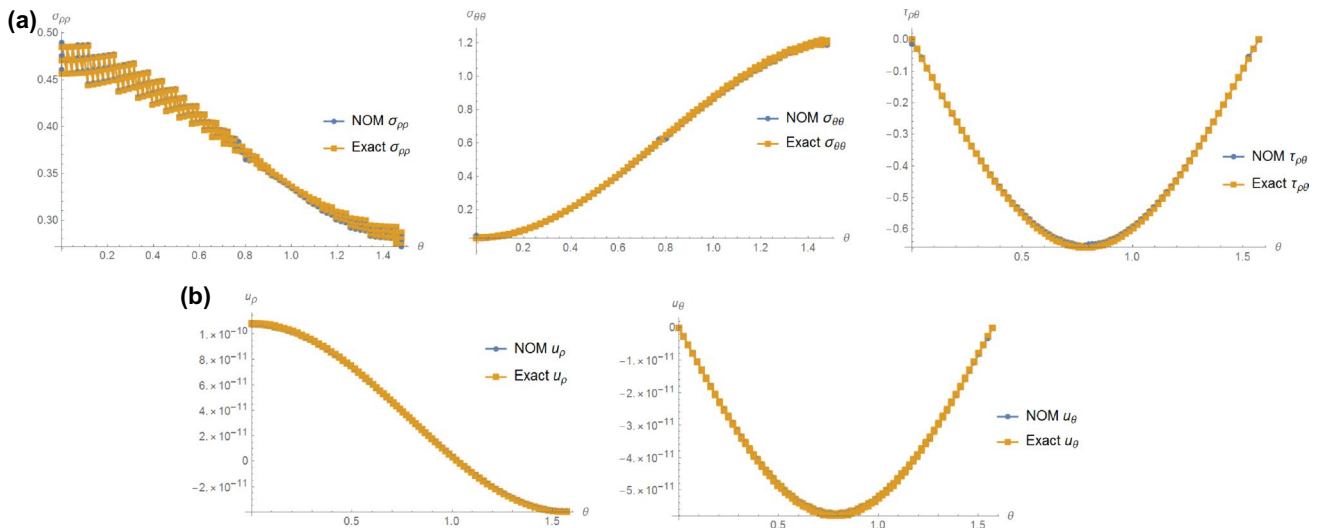 (a)
σρρ
0.50
0.45
0.40
0.35
0.30
0.2 0.4 0.6 0.8 1.0 1.2 1.4 θ
NOM σρρ
Exact σρρ
σθθ
1.2
1.0
0.8
0.6
0.4
0.2
0.2 0.4 0.6 0.8 1.0 1.2 1.4 θ
NOM σθθ
Exact σθθ
τρθ
0.0
-0.1
-0.2
-0.3
-0.4
-0.5
-0.6
0.5 1.0 1.5 θ
NOM τρθ
Exact τρθ
(b)
uρ
1.×10⁻¹⁰
8.×10⁻¹¹
6.×10⁻¹¹
4.×10⁻¹¹
2.×10⁻¹¹
0
-2.×10⁻¹¹
0.5 1.0 1.5 θ
NOM uρ
Exact uρ
uθ
0
-1.×10⁻¹¹
-2.×10⁻¹¹
-3.×10⁻¹¹
-4.×10⁻¹¹
-5.×10⁻¹¹
0.5 1.0 1.5 θ
NOM uθ
Exact uθ